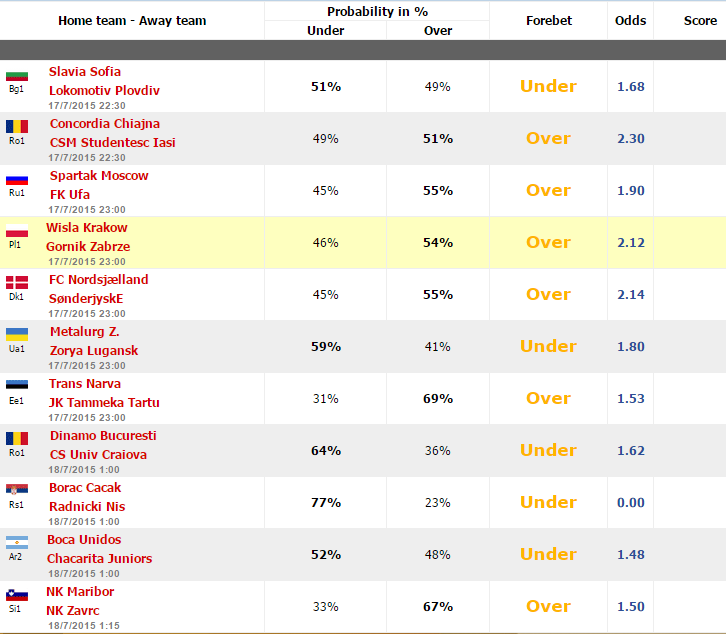 Home team - Away team Probability in % Forebet Odds Score
Under Over
Slavia Sofia
Bg1 Lokomotiv Plovdiv 51% 49% Under 1.68
17/7/2015 22:30
Concordia Chiajna
Ro1 CSM Studentesc Iasi 49% 51% Over 2.30
17/7/2015 22:30
Spartak Moscow
Ru1 FK Ufa 45% 55% Over 1.90
17/7/2015 23:00
Wisla Krakow
Pl1 Gornik Zabrze 46% 54% Over 2.12
17/7/2015 23:00
FC Nordsjælland
Dk1 SønderjyskE 45% 55% Over 2.14
17/7/2015 23:00
Metalurg Z.
Ua1 Zorya Lugansk 59% 41% Under 1.80
17/7/2015 23:00
Trans Narva
Ee1 JK Tammeka Tartu 31% 69% Over 1.53
17/7/2015 23:00
Dinamo Bucuresti
Ro1 CS Univ Craiova 64% 36% Under 1.62
18/7/2015 1:00
Borac Cacak
Rs1 Radnicki Nis 77% 23% Under 0.00
18/7/2015 1:00
Boca Unidos
Ar2 Chacarita Juniors 52% 48% Under 1.48
18/7/2015 1:00
NK Maribor
Si1 NK Zavrc 33% 67% Over 1.50
18/7/2015 1:15